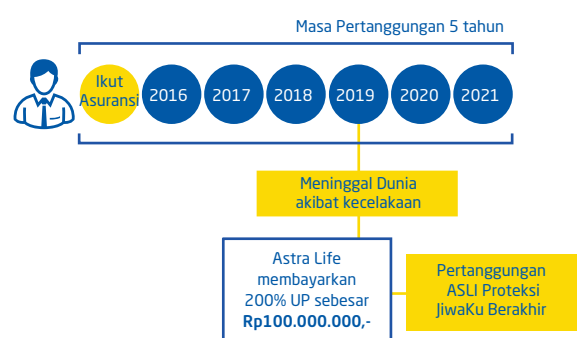 Masa Pertanggungan 5 tahun
Ikut
Asuransi
2016
2017
2018
2019
2020
2021
Meninggal Dunia
akibat kecelakaan
Astra Life
membayarkan
200% UP sebesar
Rp100.000.000,-
Pertanggungan
ASLI Proteksi
JiwaKu Berakhir